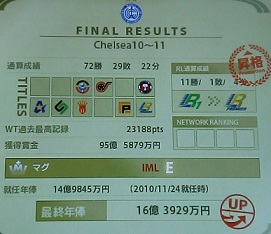 FINAL RESULTS
Chelsea10～11
通算成績 72勝 29敗 22分
RL通算成績
11勝/ 1敗/
昇格
TITLES
WT過去最高記録 23188pts
NETWORK RANKING
獲得賞金 95億 5879万円
マグ IML E
就任年俸 14億9845万円 (2010/11/24就任時)
最終年俸 16億 3929万円
UP